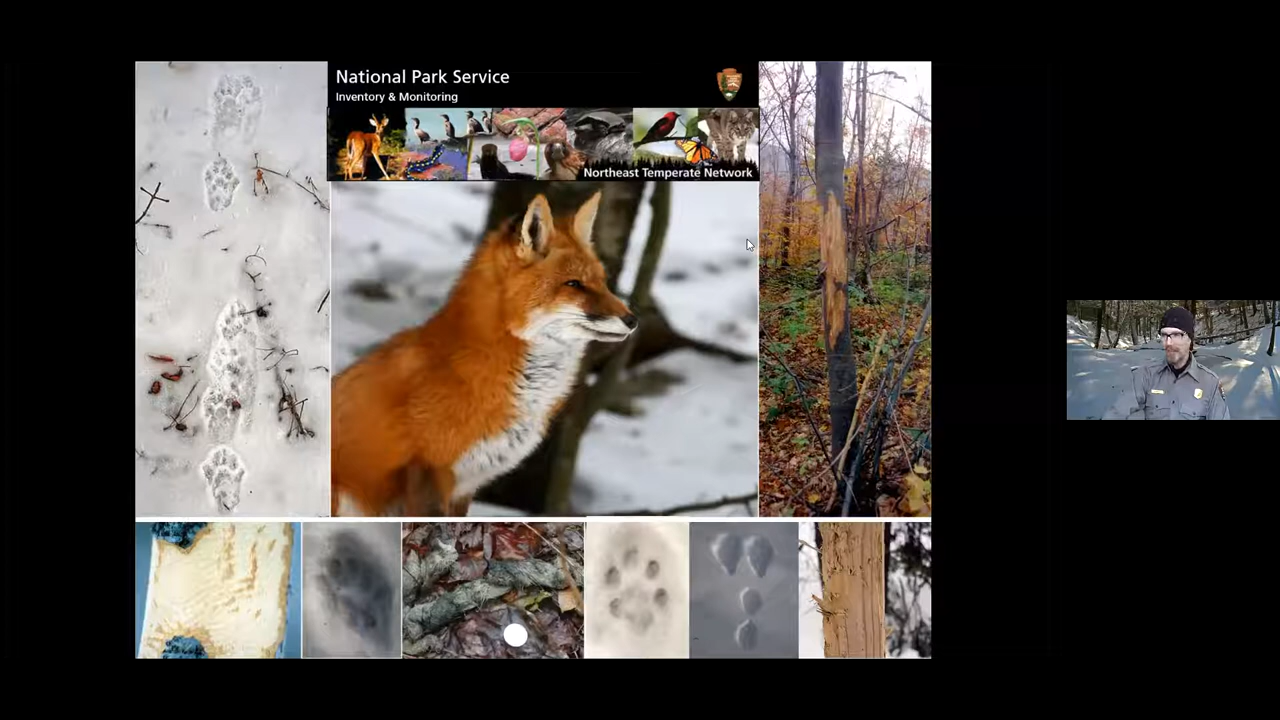 National Park Service
Inventory & Monitoring
Northeast Temperate Network